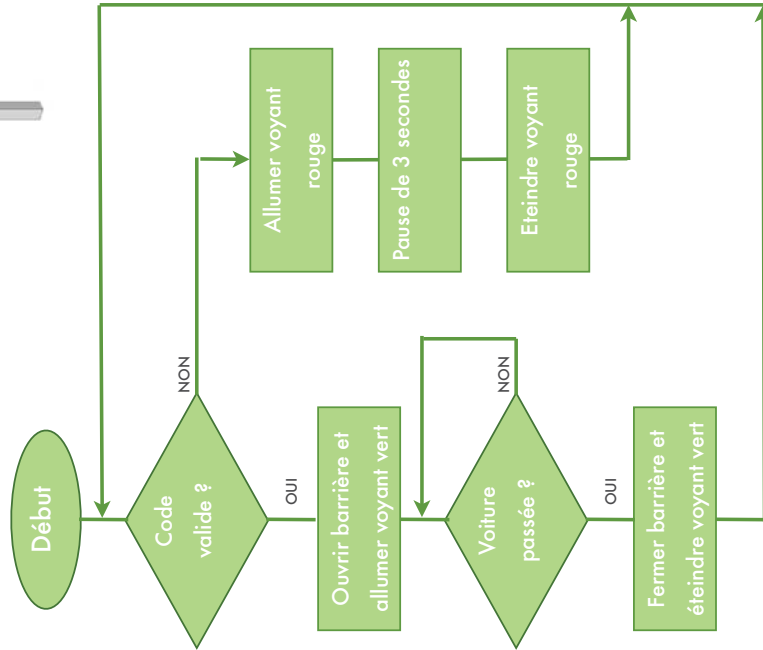 Début
Code
valide ?
NON
OUI
Ouvrir barrière et
allumer voyant vert
Voiture
passée ?
NON
OUI
Fermer barrière et
éteindre voyant vert
Allumer voyant
rouge
Pause de 3 secondes
Eteindre voyant
rouge